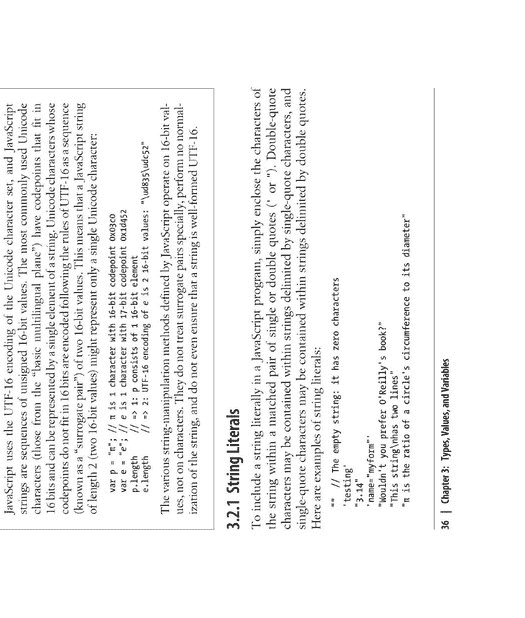 JavaScript uses the UTF-16 encoding of the Unicode character set, and JavaScript
strings are sequences of unsigned 16-bit values. The most commonly used Unicode
characters (those from the “basic multilingual plane”) have codepoints that fit in
16 bits and can be represented by a single element of a string. Unicode characters whose
codepoints do not fit in 16 bits are encoded following the rules of UTF-16 as a sequence
(known as a “surrogate pair”) of two 16-bit values. This means that a JavaScript string
of length 2 (two 16-bit values) might represent only a single Unicode character:
var p = "π"; // π is 1 character with 16-bit codepoint 0x03c0
var e = "e"; // e is 1 character with 17-bit codepoint 0x1d452
p.length // => 1: p consists of 1 16-bit element
e.length // => 2: UTF-16 encoding of e is 2 16-bit values: "\ud835\udc52"
The various string-manipulation methods defined by JavaScript operate on 16-bit val-
ues, not on characters. They do not treat surrogate pairs specially, perform no normal-
ization of the string, and do not even ensure that a string is well-formed UTF-16.
3.2.1 String Literals
To include a string literally in a JavaScript program, simply enclose the characters of
the string within a matched pair of single or double quotes (' or "). Double-quote
characters may be contained within strings delimited by single-quote characters, and
single-quote characters may be contained within strings delimited by double quotes.
Here are examples of string literals:
"" // The empty string: it has zero characters
'testing'
"3.14"
'name="myform"'
"Wouldn't you prefer O'Reilly's book?"
"This string\nhas two lines"
"π is the ratio of a circle's circumference to its diameter"
36 | Chapter 3: Types, Values, and Variables